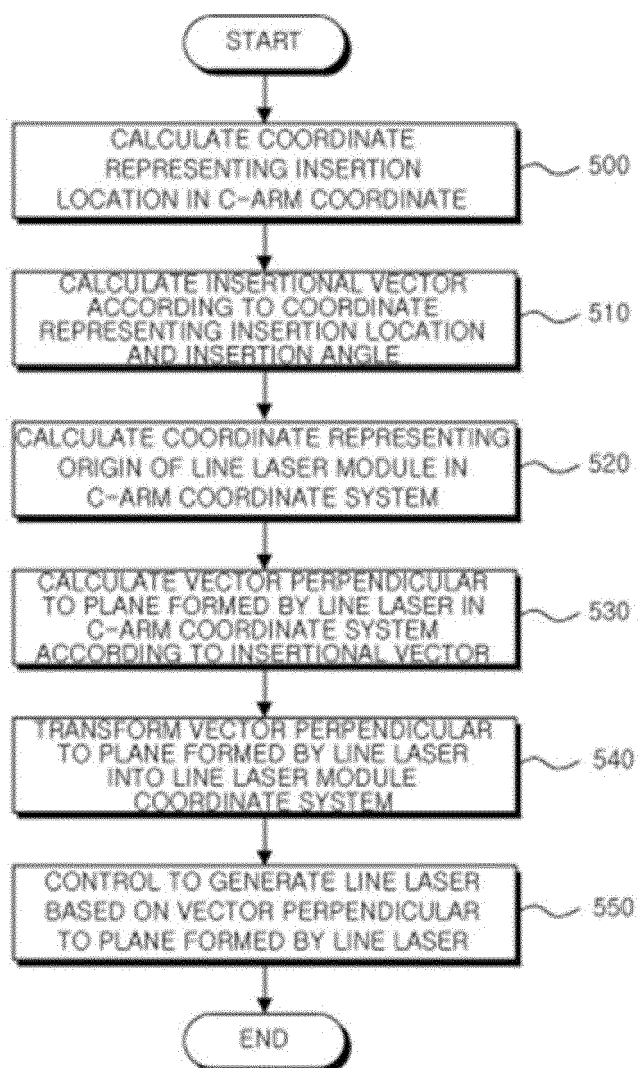 START
CALCULATE COORDINATE
REPRESENTING INSERTION
LOCATION IN C-ARM COORDINATE
500
CALCULATE INSERTIONAL VECTOR
ACCORDING TO COORDINATE
REPRESENTING INSERTION LOCATION
AND INSERTION ANGLE
510
CALCULATE COORDINATE REPRESENTING
ORIGIN OF LINE LASER MODULE IN
C-ARM COORDINATE SYSTEM
520
CALCULATE VECTOR PERPENDICULAR
TO PLANE FORMED BY LINE LASER IN
C-ARM COORDINATE SYSTEM
ACCORDING TO INSERTIONAL VECTOR
530
TRANSFORM VECTOR PERPENDICULAR
TO PLANE FORMED BY LINE LASER
INTO LINE LASER MODULE
COORDINATE SYSTEM
540
CONTROL TO GENERATE LINE LASER
BASED ON VECTOR PERPENDICULAR
TO PLANE FORMED BY LINE LASER
550
END